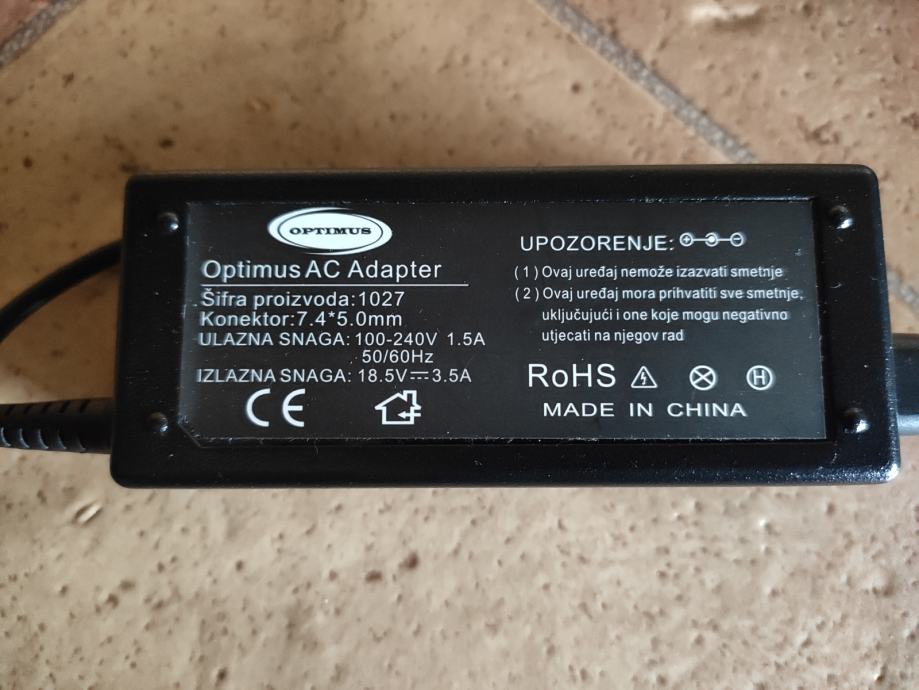 OPTIMUS
Optimus AC Adapter
Šifra proizvoda:1027
Konektor:7.4*5.0mm
ULAZNA SNAGA: 100-240V 1.5A
50/60Hz
IZLAZNA SNAGA: 18.5V⎓3.5A
CE
UPOZORENJE:
(1) Ovaj uređaj nemože izazvati smetnje
(2) Ovaj uređaj mora prihvatiti sve smetnje,
uključujući i one koje mogu negativno
utjecati na njegov rad
RoHS H
MADE IN CHINA